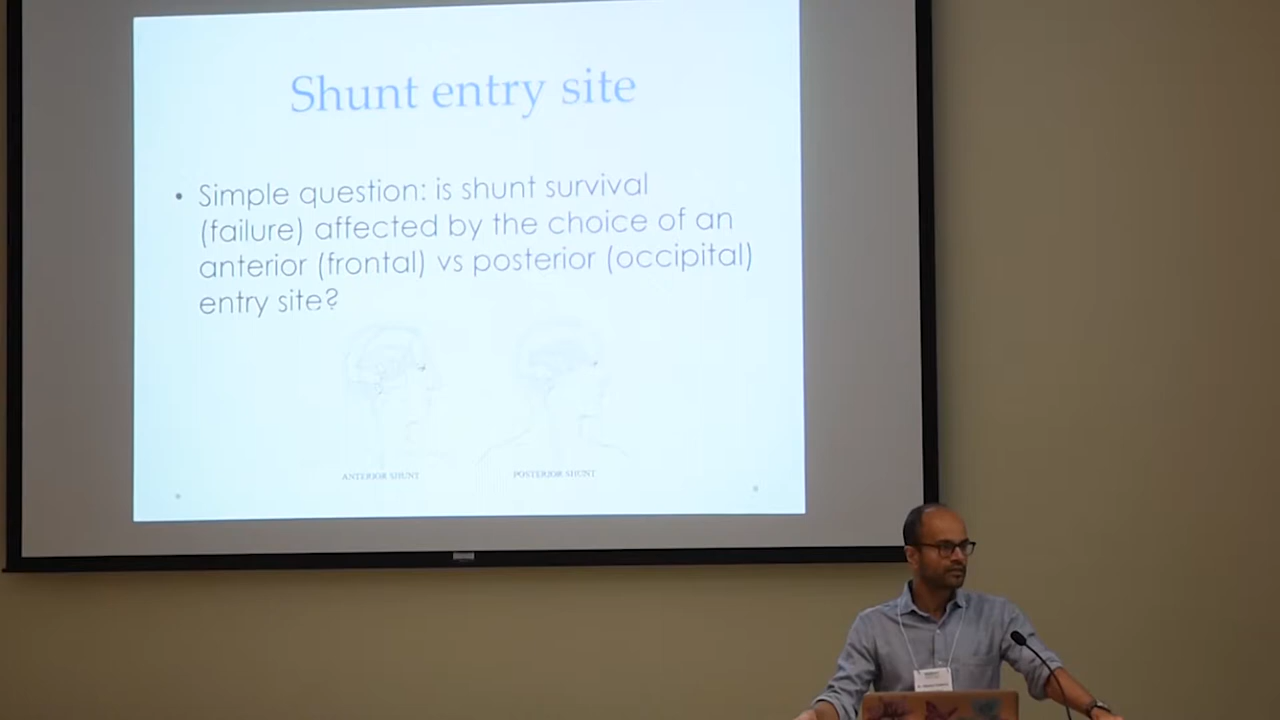 Shunt entry site
• Simple question: is shunt survival
(failure) affected by the choice of an
anterior (frontal) vs posterior (occipital)
entry site?
ANTERIOR SHUNT
POSTERIOR SHUNT